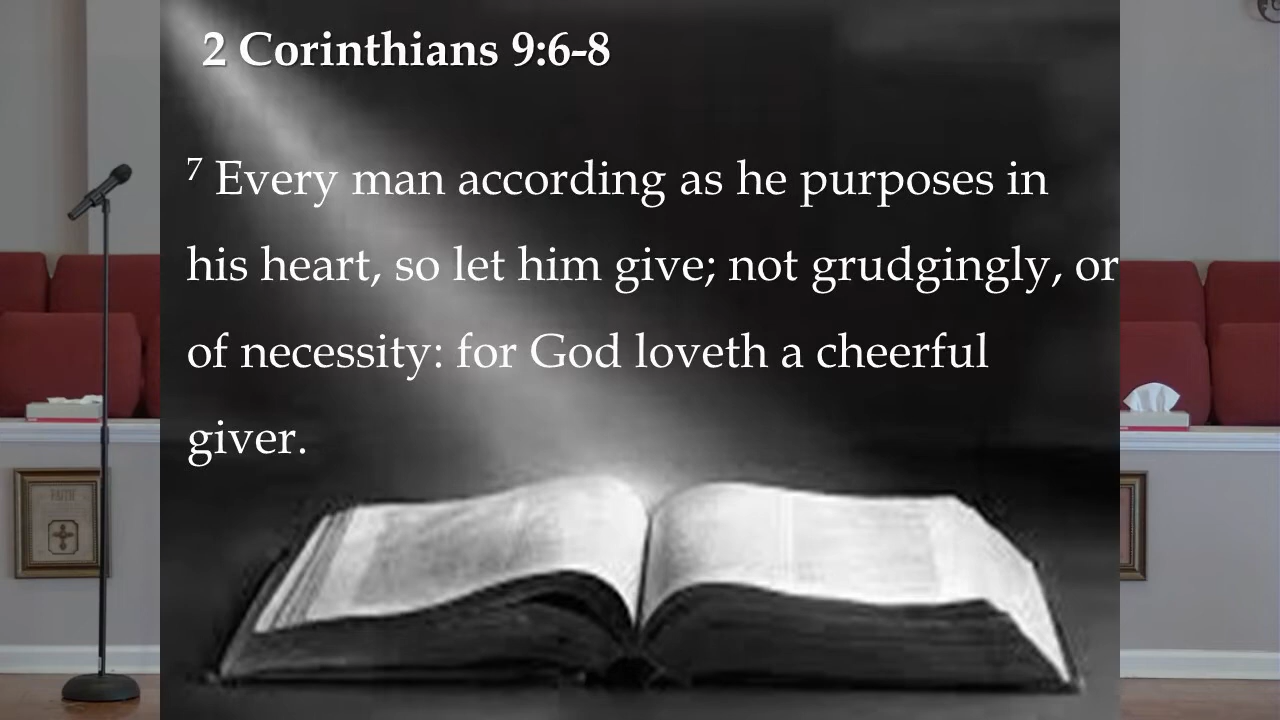 2 Corinthians 9:6-8
7 Every man according as he purposes in
his heart, so let him give; not grudgingly, or
of necessity: for God loveth a cheerful
giver.
FAITH